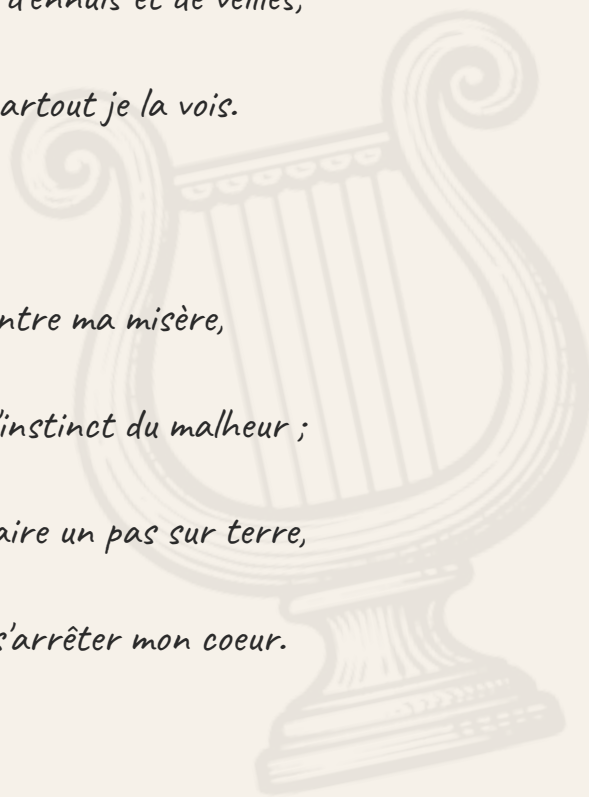 d'ennuis et de veilles,
artout je la vois.
ntre ma misère,
'instinct du malheur ;
aire un pas sur terre,
s'arrêter mon coeur.